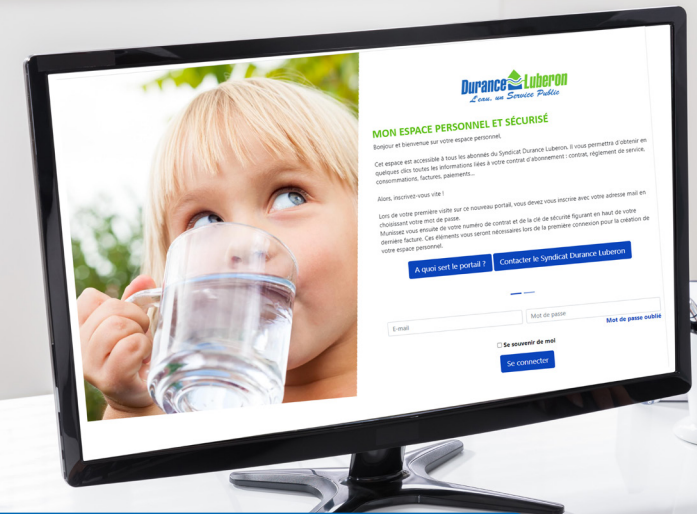 Durance Luberon
L'eau, un Service Public
MON ESPACE PERSONNEL ET SÉCURISÉ
Bonjour et bienvenue sur votre espace personnel.
Cet espace est accessible à tous les abonnés du Syndicat Durance Luberon. Il vous permettra d'obtenir en
quelques clics toutes les informations liées à votre contrat d'abonnement : contrat, règlement de service,
consommations, factures, paiements...
Alors, inscrivez-vous vite !
Lors de votre première visite sur ce nouveau portail, vous devez vous inscrire avec votre adresse mail en
choisissant votre mot de passe.
Munissez vous ensuite de votre numéro de contrat et de la clé de sécurité figurant en haut de votre
dernière facture. Ces éléments vous seront nécessaires lors de la première connexion pour la création de
votre espace personnel.
A quoi sert le portail ? Contacter le Syndicat Durance Luberon
E-mail Mot de passe
Mot de passe oublié
Se souvenir de moi
Se connecter